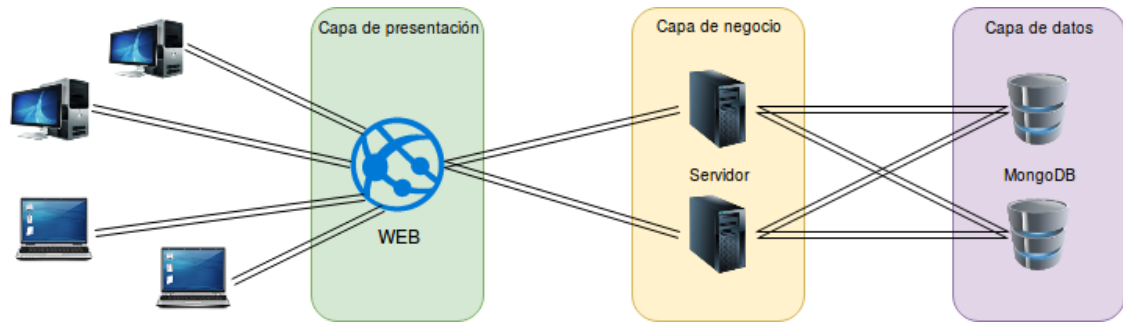 Capa de presentación
Capa de negocio
Capa de datos
WEB
Servidor
MongoDB